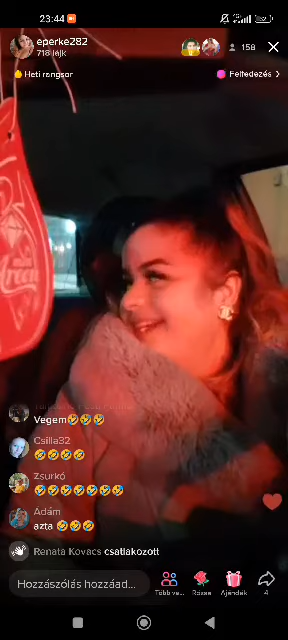 23:44
eperke282
718 lájk
158
Heti rangsor
Felfedezés
Vegem🤣🤣🤣
Csilla32
🤣🤣🤣🤣
Zsurkó
🤣🤣🤣🤣🤣🤣🤣
Ádám
azta 🤣🤣🤣
Renata Kovacs csatlakozott
Hozzászólás hozzáad...
Több ve...
Rózsa
Ajándék
4